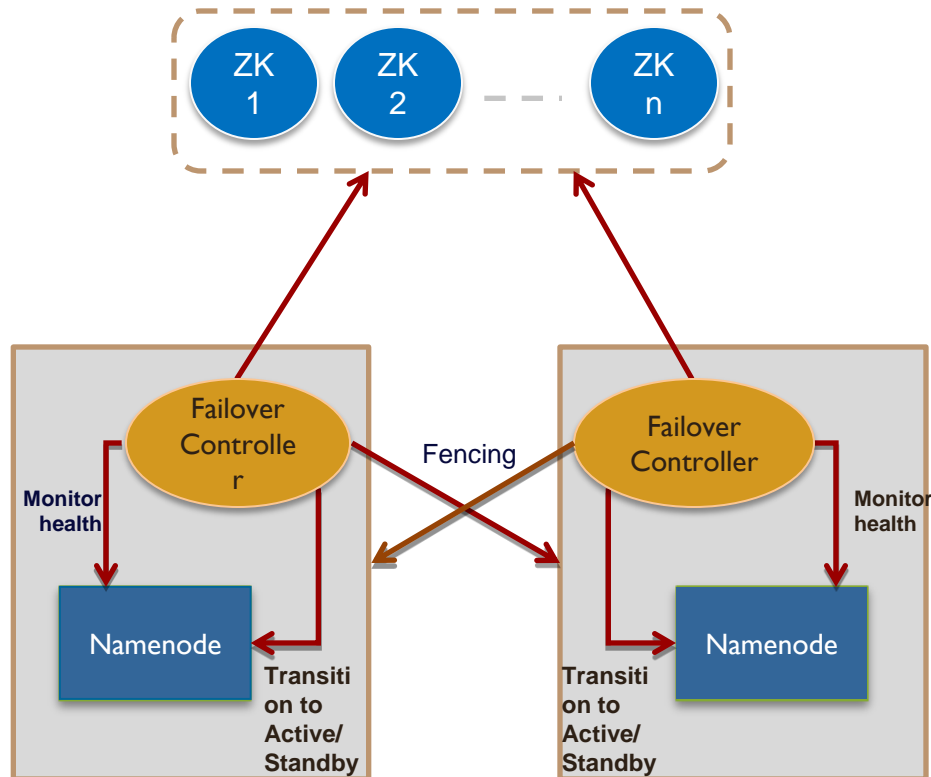 ZK
1
ZK
2
ZK
n
Failover
Controlle
r
Failover
Controller
Fencing
Monitor
health
Monitor
health
Namenode
Namenode
Transiti
on to
Active/
Standby
Transiti
on to
Active/
Standby